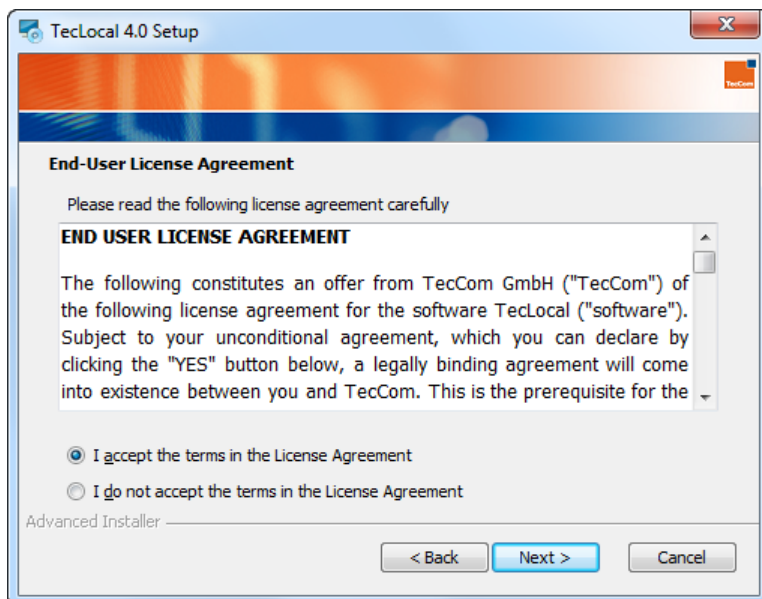 TecLocal 4.0 Setup
TecCom
End-User License Agreement
Please read the following license agreement carefully
END USER LICENSE AGREEMENT
The following constitutes an offer from TecCom GmbH ("TecCom") of
the following license agreement for the software TecLocal ("software").
Subject to your unconditional agreement, which you can declare by
clicking the "YES" button below, a legally binding agreement will come
into existence between you and TecCom. This is the prerequisite for the
I accept the terms in the License Agreement
I do not accept the terms in the License Agreement
Advanced Installer
< Back Next > Cancel